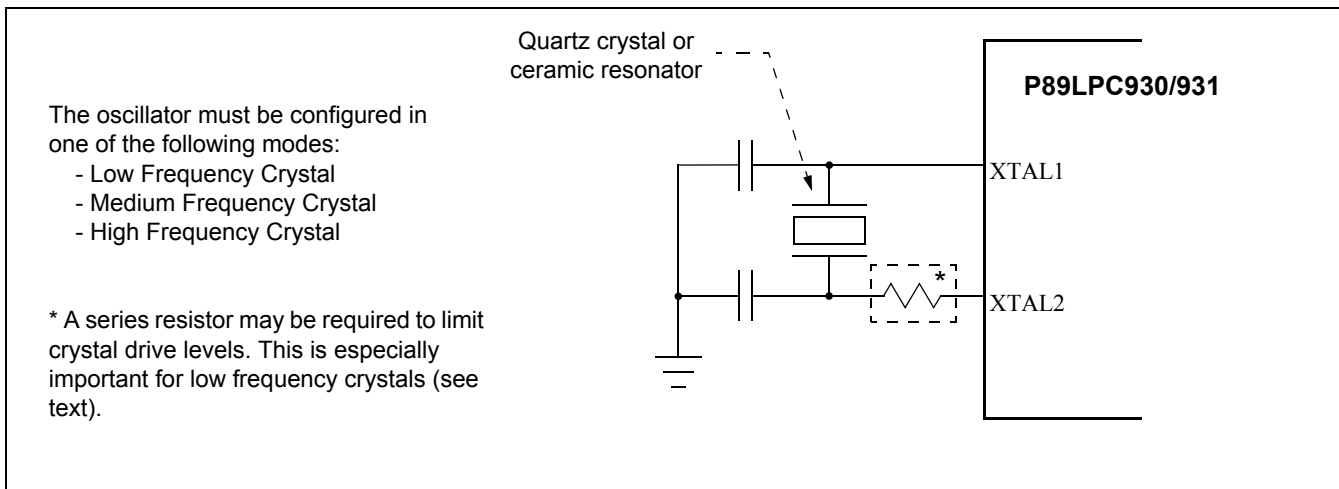 Quartz crystal or
ceramic resonator
P89LPC930/931
The oscillator must be configured in
one of the following modes:
- Low Frequency Crystal
- Medium Frequency Crystal
- High Frequency Crystal
XTAL1
*
XTAL2
* A series resistor may be required to limit
crystal drive levels. This is especially
important for low frequency crystals (see
text).